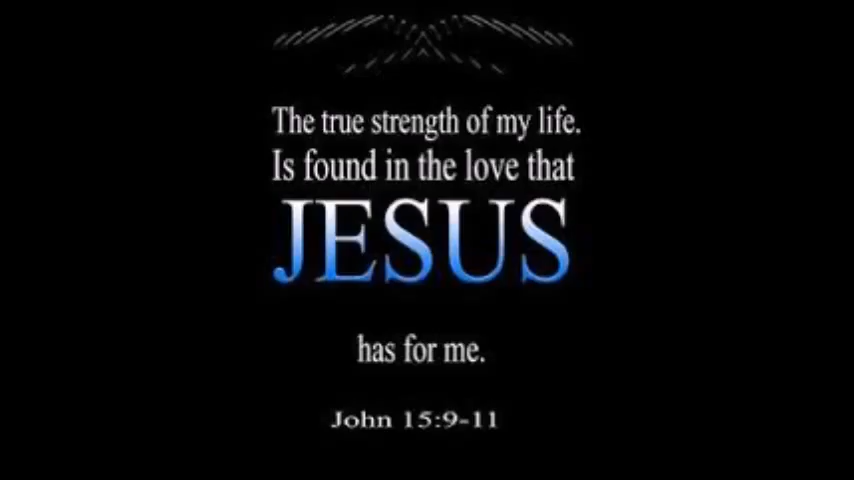 The true strength of my life.
Is found in the love that
JESUS
has for me.
John 15:9-11